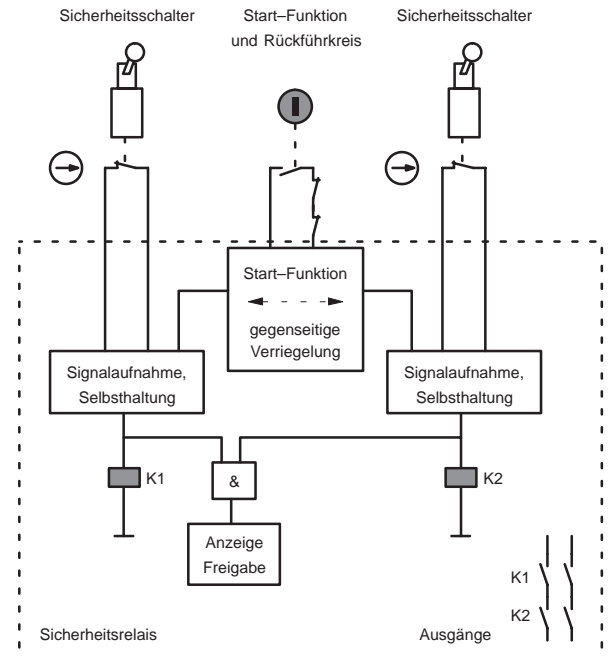 Sicherheitsschalter
Start–Funktion
und Rückführkreis
Sicherheitsschalter
Start–Funktion
gegenseitige
Verriegelung
Signalaufnahme,
Selbsthaltung
Signalaufnahme,
Selbsthaltung
K1
&
K2
Anzeige
Freigabe
K1
K2
Sicherheitsrelais
Ausgänge